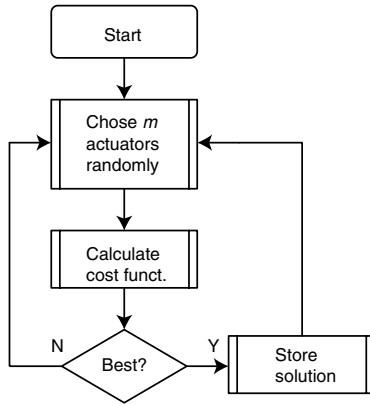 Start
Chose m
actuators
randomly
Calculate
cost funct.
N
Best?
Y
Store
solution